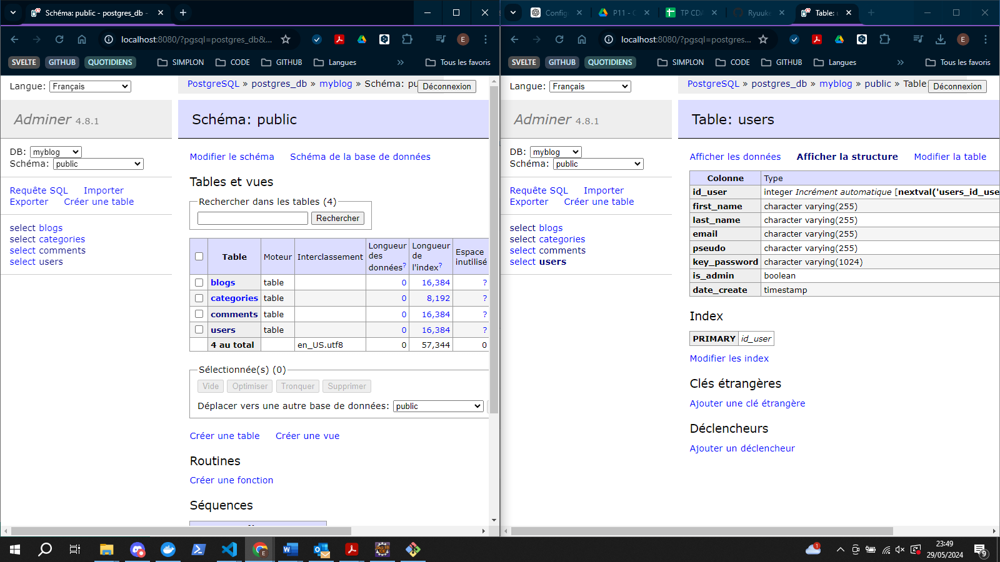 Schéma: public - postgres_db -
localhost:8080/?pgsql=postgres_db&...
E
SVELTE GITHUB QUOTIDIENS SIMPLON CODE GITHUB Langues » Tous les favoris
Langue: Français
PostgreSQL » postgres_db » myblog » Schéma: pu
Déconnexion
Adminer 4.8.1
Schéma: public
DB: myblog
Schéma: public
Modifier le schéma Schéma de la base de données
Requête SQL Importer
Exporter Créer une table
select blogs
select categories
select comments
select users
Tables et vues
Rechercher dans les tables (4)
Rechercher
Table Moteur Interclassement Longueur des données? Longueur de l'index? Espace inutilisé
blogs table 0 16,384 ?
categories table 0 8,192 ?
comments table 0 16,384 ?
users table 0 16,384 ?
4 au total en_US.utf8 0 57,344 0
Sélectionnée(s) (0)
Vide Optimiser Tronquer Supprimer
Déplacer vers une autre base de données: public
Créer une table Créer une vue
Routines
Créer une fonction
Séquences
Config P11 - C TP CDA Ryuuke Table:
localhost:8080/?pgsql=postgres...
E
SVELTE GITHUB QUOTIDIENS SIMPLON CODE GITHUB Langues » Tous les favoris
Langue: Français
PostgreSQL » postgres_db » myblog » public » Table
Déconnexion
Adminer 4.8.1
Table: users
DB: myblog
Schéma: public
Afficher les données Afficher la structure Modifier la table
Requête SQL Importer
Exporter Créer une table
select blogs
select categories
select comments
select users
Colonne Type
id_user integer Incrément automatique [nextval('users_id_use
first_name character varying(255)
last_name character varying(255)
email character varying(255)
pseudo character varying(255)
key_password character varying(1024)
is_admin boolean
date_create timestamp
Index
PRIMARY id_user
Modifier les index
Clés étrangères
Ajouter une clé étrangère
Déclencheurs
Ajouter un déclencheur
23:49
29/05/2024
1
9